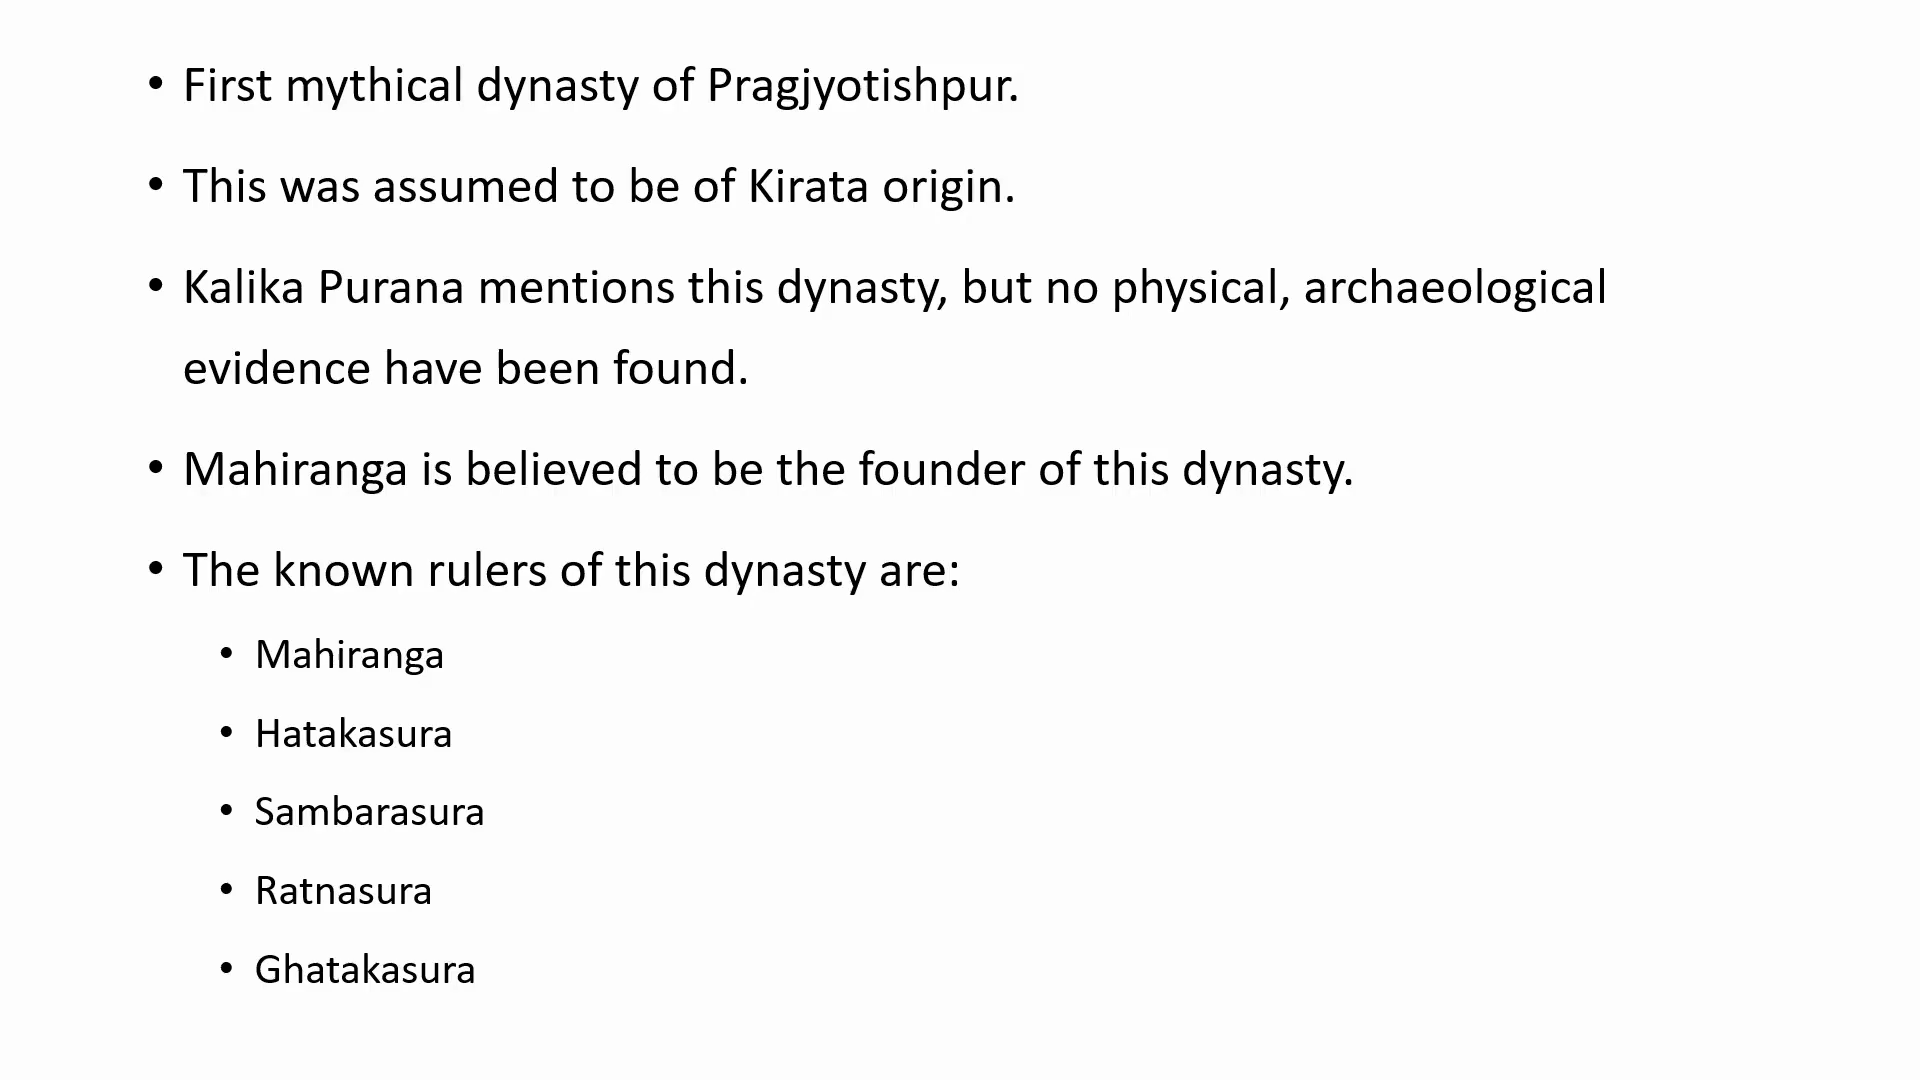 • First mythical dynasty of Pragjyotishpur.
• This was assumed to be of Kirata origin.
• Kalika Purana mentions this dynasty, but no physical, archaeological
evidence have been found.
• Mahiranga is believed to be the founder of this dynasty.
• The known rulers of this dynasty are:
• Mahiranga
• Hatakasura
• Sambarasura
• Ratnasura
• Ghatakasura